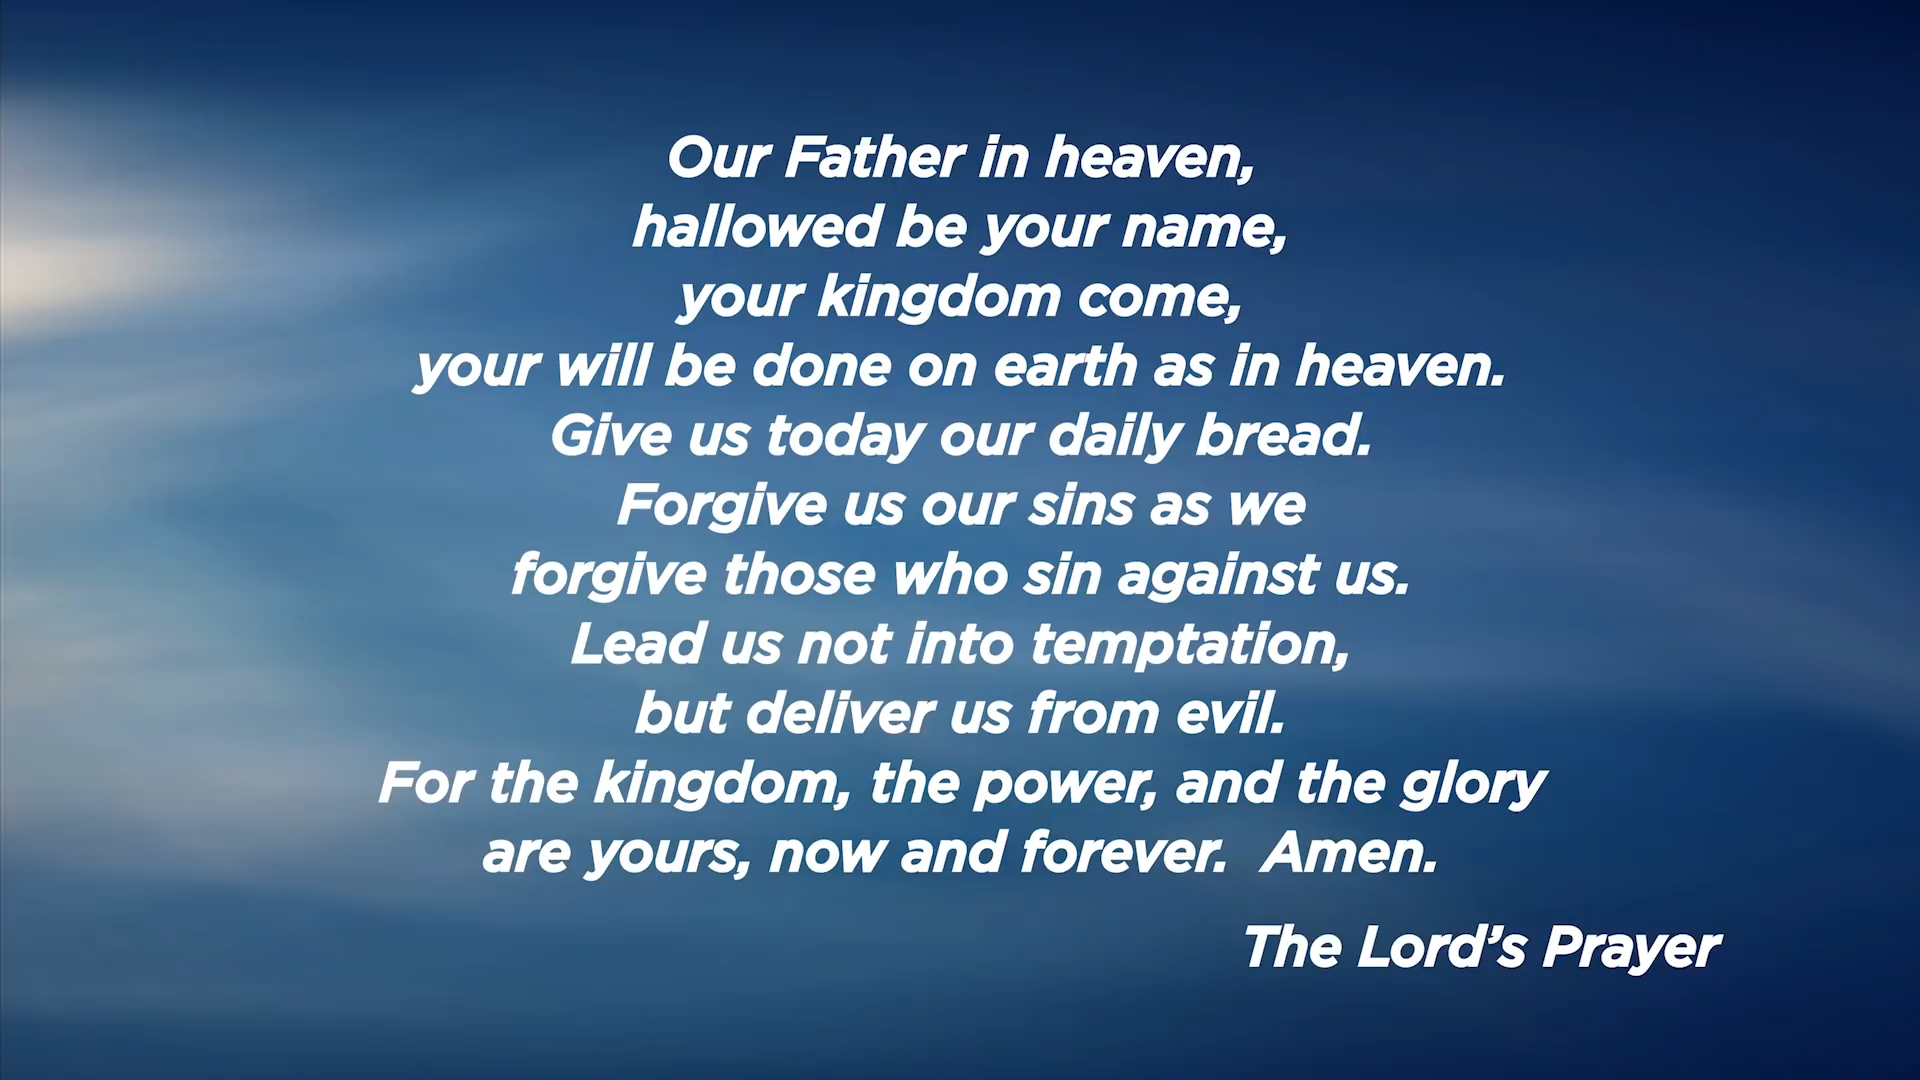 Our Father in heaven,
hallowed be your name,
your kingdom come,
your will be done on earth as in heaven.
Give us today our daily bread.
Forgive us our sins as we
forgive those who sin against us.
Lead us not into temptation,
but deliver us from evil.
For the kingdom, the power, and the glory
are yours, now and forever.  Amen.
The Lord’s Prayer